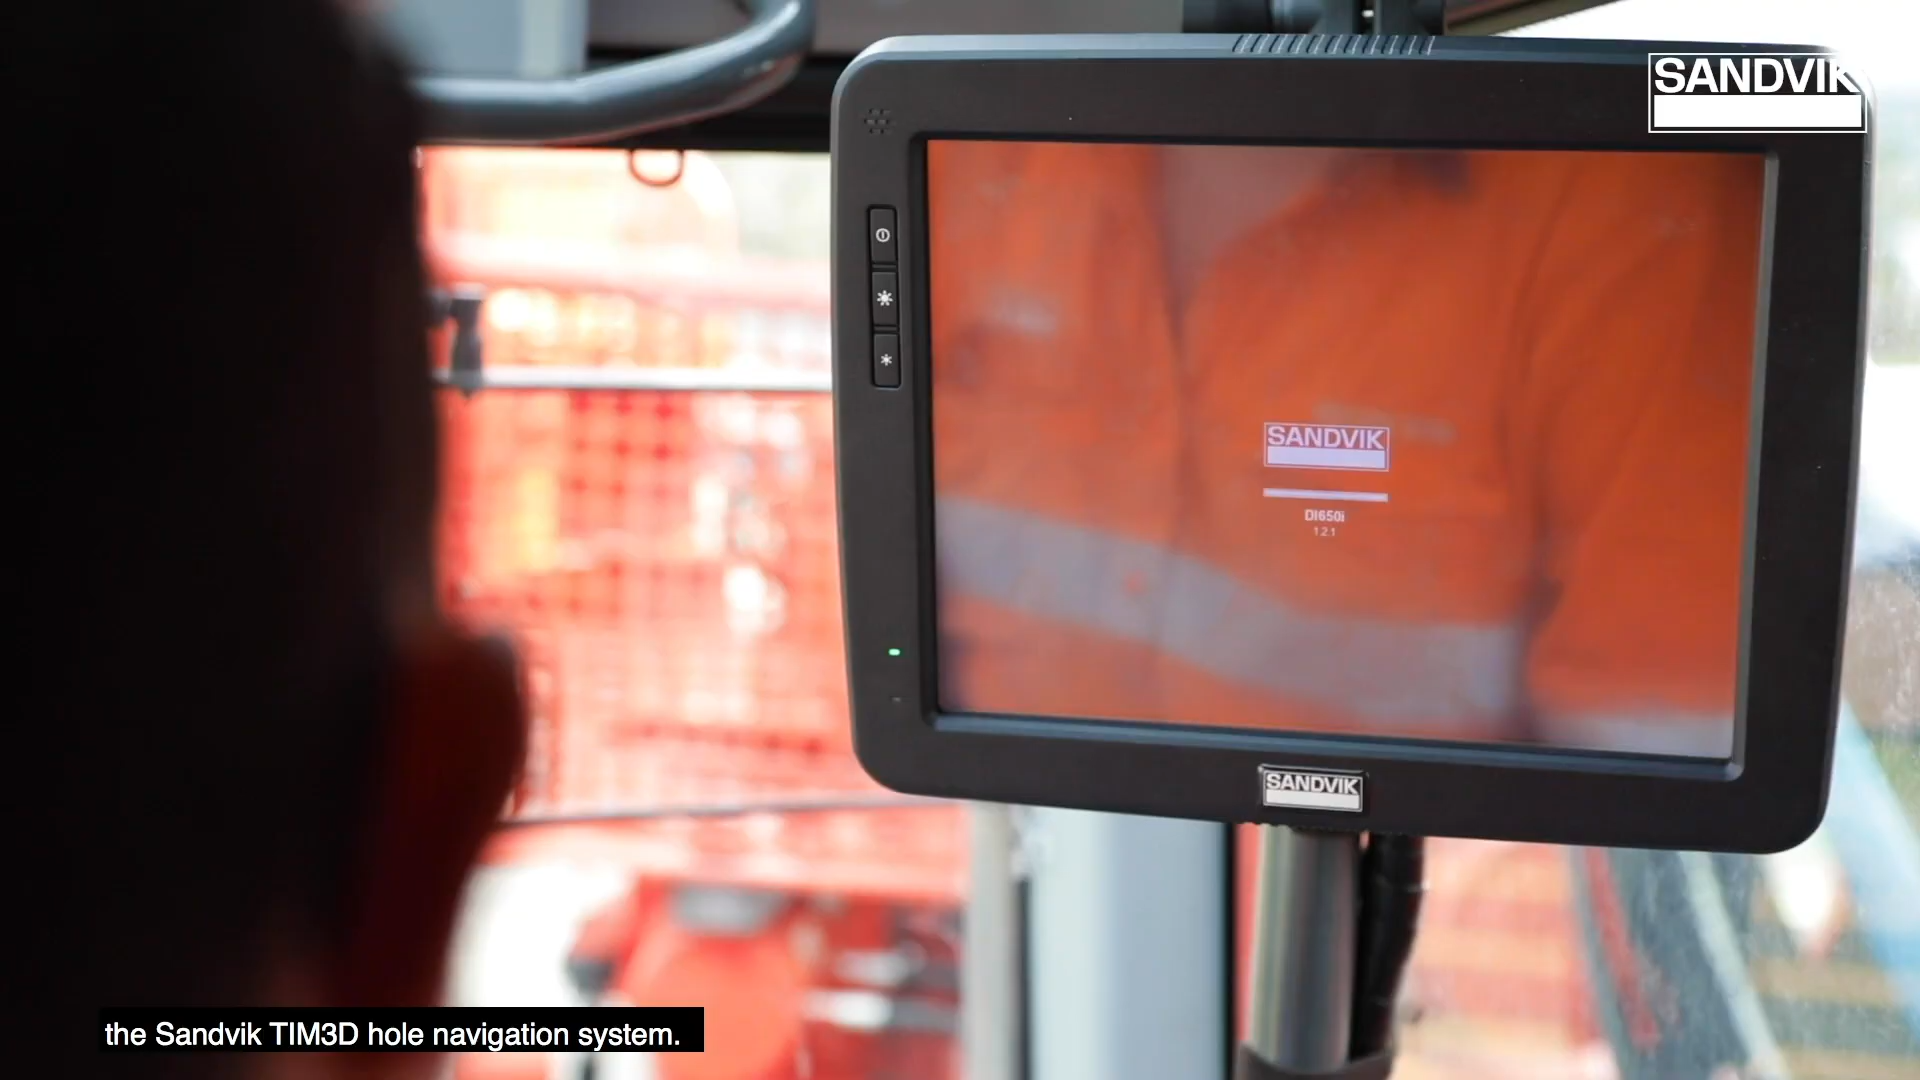 SANDVIK
SANDVIK
DI650i
1.2.1
SANDVIK
the Sandvik TIM3D hole navigation system.